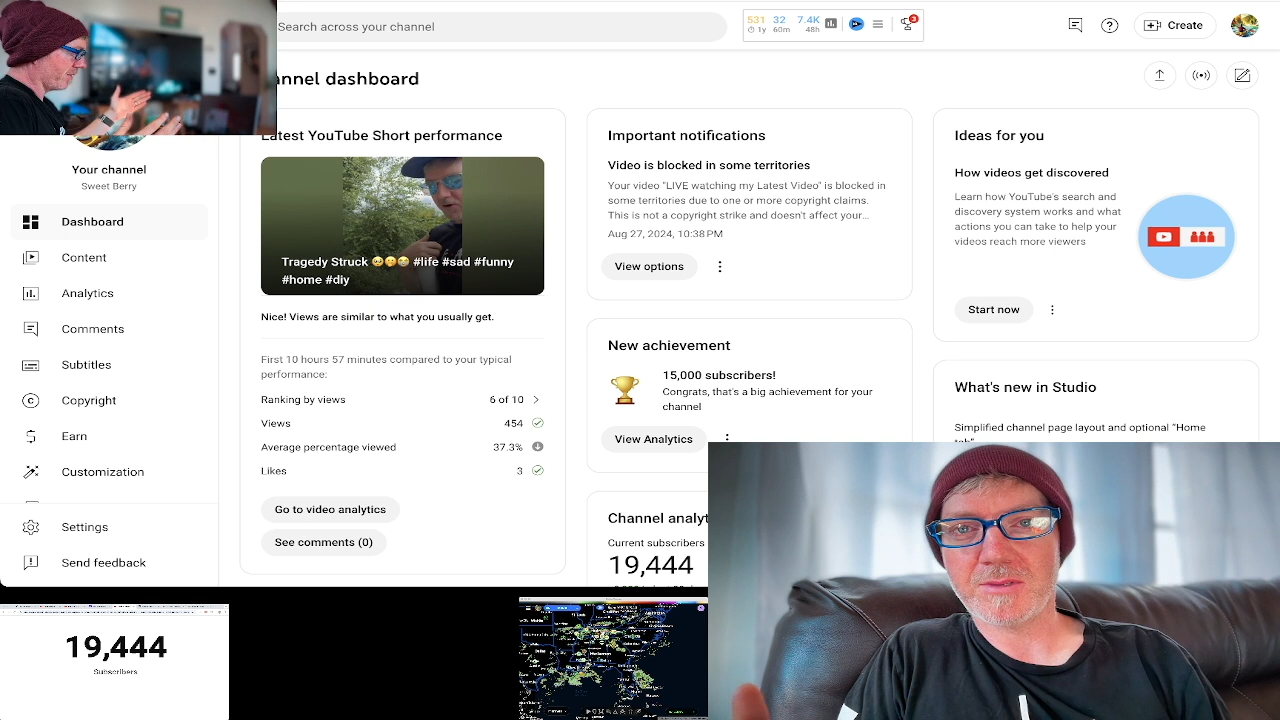 Search across your channel
531 32 7.4K
1y 60m 48h
3
Create
nnel dashboard
Your channel
Sweet Berry
Dashboard
Content
Analytics
Comments
Subtitles
Copyright
Earn
Customization
Settings
Send feedback
Latest YouTube Short performance
Tragedy Struck 🥺🤭😭 #life #sad #funny
#home #diy
Nice! Views are similar to what you usually get.
First 10 hours 57 minutes compared to your typical
performance:
Ranking by views 6 of 10
Views 454
Average percentage viewed 37.3%
Likes 3
Go to video analytics
See comments (0)
Important notifications
Video is blocked in some territories
Your video "LIVE watching my Latest Video" is blocked in
some territories due to one or more copyright claims.
This is not a copyright strike and doesn't affect your...
Aug 27, 2024, 10:38 PM
View options
New achievement
15,000 subscribers!
Congrats, that's a big achievement for your
channel
View Analytics
Channel analyt
Current subscribers
19,444
Ideas for you
How videos get discovered
Learn how YouTube's search and
discovery system works and what
actions you can take to help your
videos reach more viewers
Start now
What's new in Studio
Simplified channel page layout and optional "Home
19,444
Subscribers